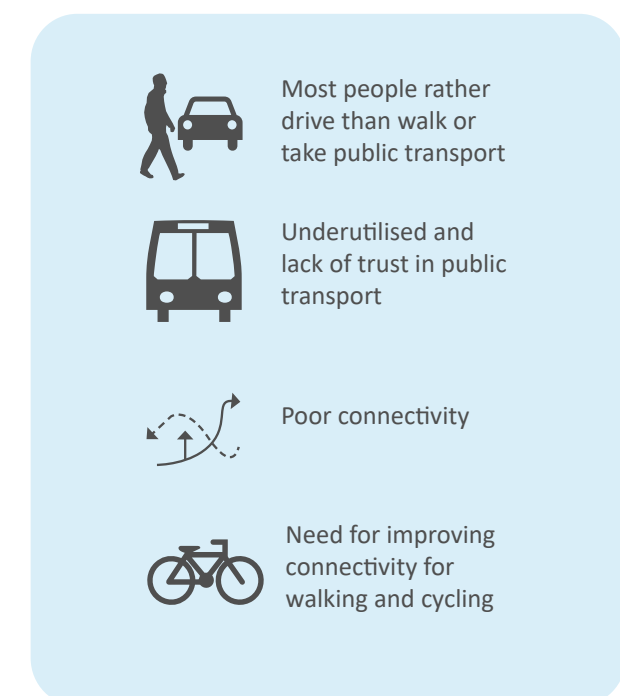 Most people rather
drive than walk or
take public transport
Underutilised and
lack of trust in public
transport
Poor connectivity
Need for improving
connectivity for
walking and cycling